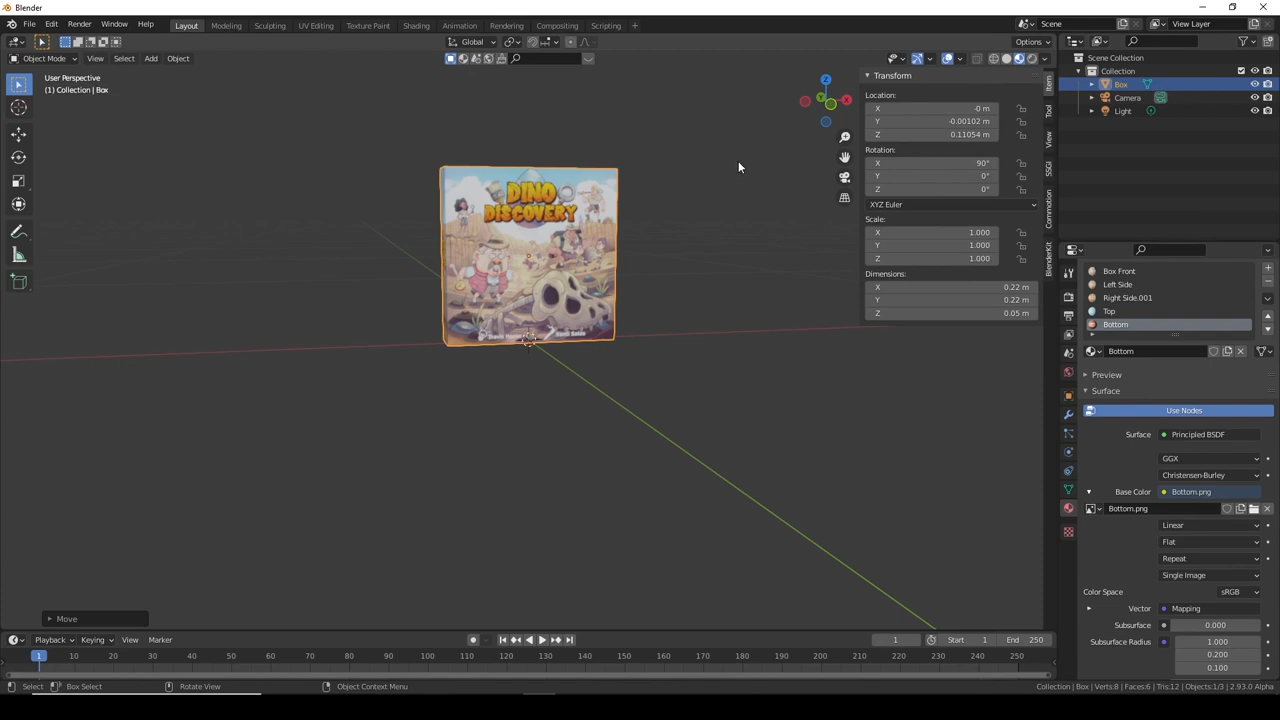 Blender
File Edit Render Window Help
Layout Modeling Sculpting UV Editing Texture Paint Shading Animation Rendering Compositing Scripting +
Scene
View Layer
Global
Options
Object Mode View Select Add Object
User Perspective
(1) Collection | Box
DINO
DISCOVERY
X
Y
Z
Transform
Location:
X -0 m
Y -0.00102 m
Z 0.11054 m
Rotation:
X 90°
Y 0°
Z 0°
XYZ Euler
Scale:
X 1.000
Y 1.000
Z 1.000
Dimensions:
X 0.22 m
Y 0.22 m
Z 0.05 m
Item
Tool
View
SSGI
Commotion
BlenderKit
Scene Collection
Collection
Box
Camera
Light
Box Front
Left Side
Right Side.001
Top
Bottom
Bottom
Preview
Surface
Use Nodes
Surface Principled BSDF
GGX
Christensen-Burley
Base Color Bottom.png
Bottom.png
Linear
Flat
Repeat
Single Image
Color Space sRGB
Vector Mapping
Subsurface 0.000
Subsurface Radius 1.000
0.200
0.100
Move
Playback Keying View Marker
1 Start 1 End 250
1 10 20 30 40 50 60 70 80 90 100 110 120 130 140 150 160 170 180 190 200 210 220 230 240 250
Select Box Select Rotate View Object Context Menu
Collection | Box | Verts:8 | Faces:6 | Tris:12 | Objects:1/3 | 2.93.0 Alpha